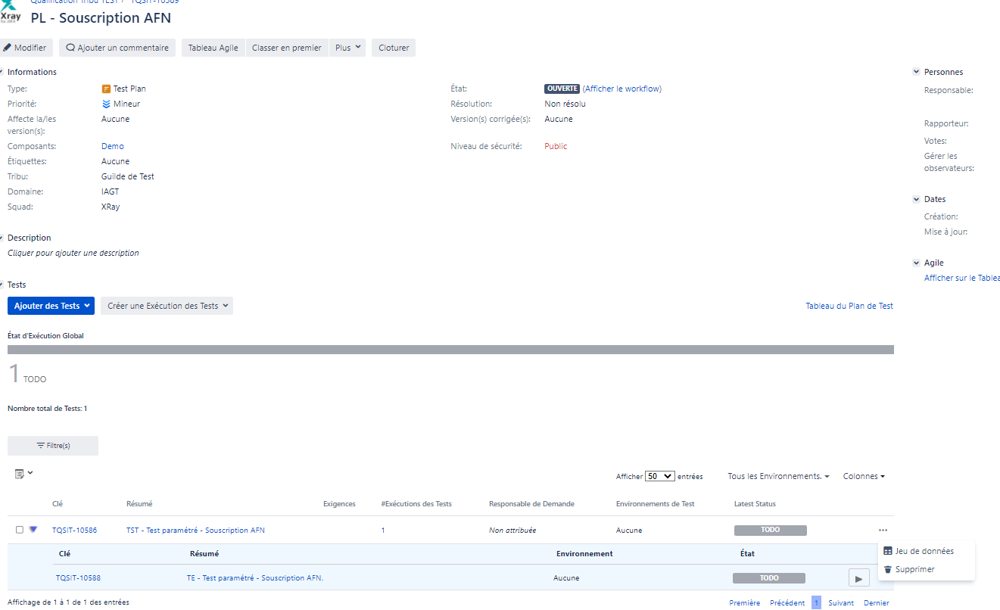 Qualification Tribu TEST / TQSIT-10589
Xray
PL - Souscription AFN
Modifier
Ajouter un commentaire
Tableau Agile
Classer en premier
Plus
Cloturer
Informations
Type:
Test Plan
État:
OUVERTE (Afficher le workflow)
Priorité:
Mineur
Résolution:
Non résolu
Affecte la/les
version(s):
Aucune
Version(s) corrigée(s):
Aucune
Composants:
Demo
Niveau de sécurité:
Public
Étiquettes:
Aucune
Tribu:
Guilde de Test
Domaine:
IAGT
Squad:
XRay
Personnes
Responsable:
Rapporteur:
Votes:
Gérer les
observateurs:
Dates
Création:
Mise à jour:
Agile
Afficher sur le Tablea
Description
Cliquer pour ajouter une description
Tests
Ajouter des Tests
Créer une Exécution des Tests
Tableau du Plan de Test
État d'Exécution Global
1 TODO
Nombre total de Tests: 1
Filtre(s)
Afficher 50 entrées
Tous les Environnements.
Colonnes
Clé
Résumé
Exigences
#Exécutions des Tests
Responsable de Demande
Environnements de Test
Latest Status
TQSIT-10586
TST - Test paramétré - Souscription AFN
1
Non attribuée
Aucune
TODO
...
Jeu de données
Supprimer
Clé
Résumé
Environnement
État
TQSIT-10588
TE - Test paramétré - Souscription AFN.
Aucune
TODO
Affichage de 1 à 1 de 1 des entrées
Première
Précédent
1
Suivant
Dernier